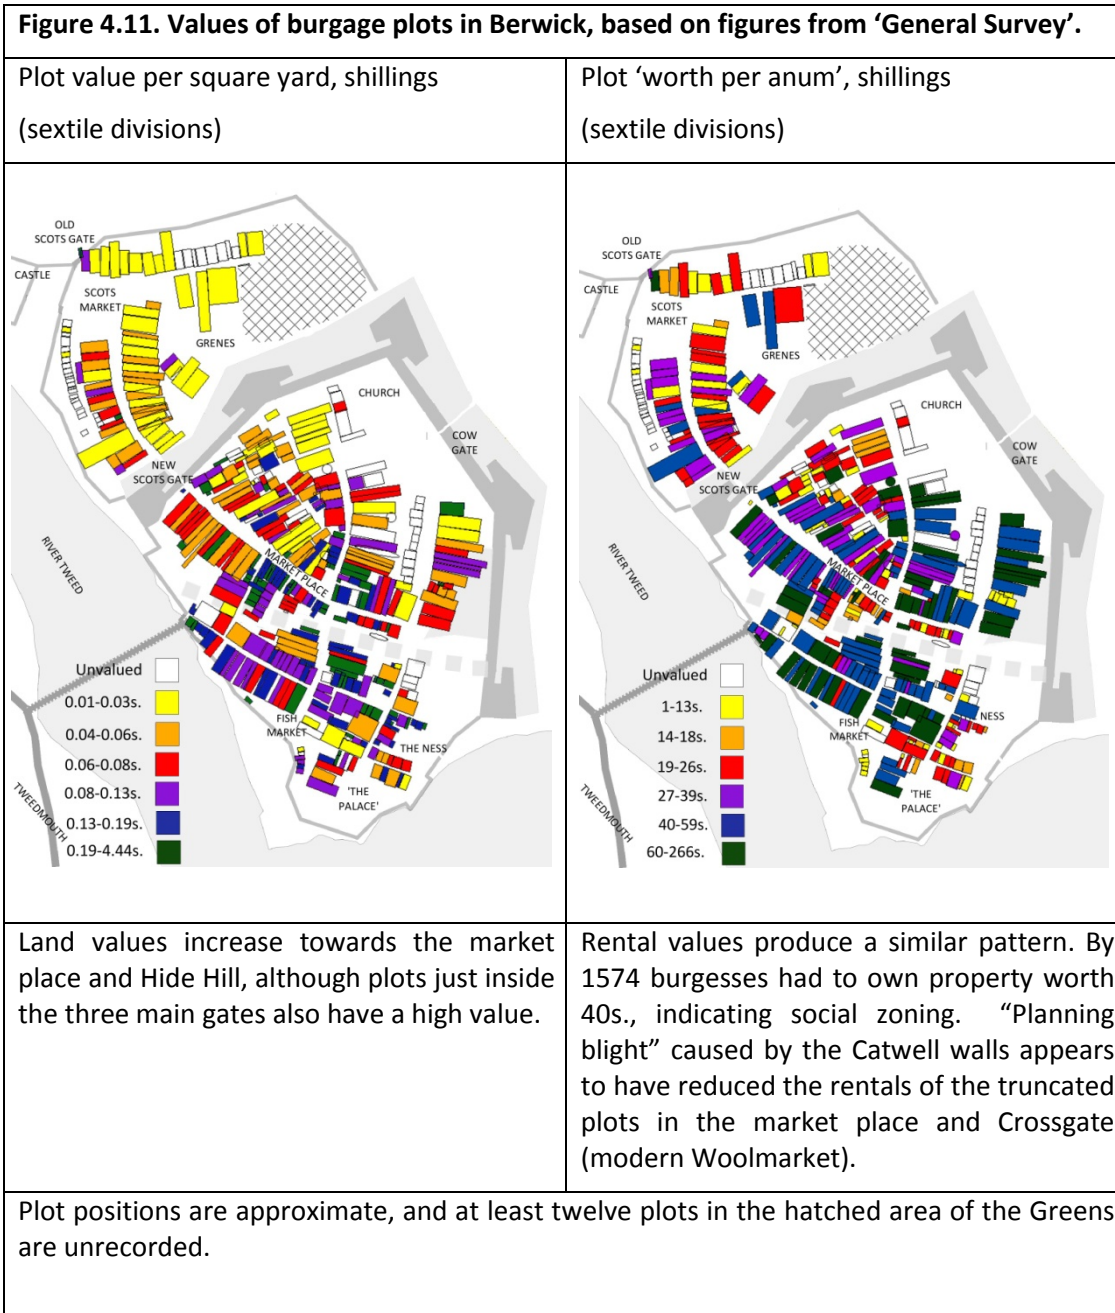 Figure 4.11. Values of burgage plots in Berwick, based on figures from ‘General Survey’.
Plot value per square yard, shillings
(sextile divisions)
Plot ‘worth per anum’, shillings
(sextile divisions)
OLD
SCOTS GATE
CASTLE
SCOTS
MARKET
GRENES
CHURCH
COW
GATE
NEW
SCOTS GATE
RIVER TWEED
MARKET PLACE
Unvalued
0.01-0.03s.
0.04-0.06s.
0.06-0.08s.
0.08-0.13s.
0.13-0.19s.
0.19-4.44s.
FISH
MARKET
THE NESS
'THE
PALACE'
TWEEDMOUTH
OLD
SCOTS GATE
CASTLE
SCOTS
MARKET
GRENES
CHURCH
COW
GATE
NEW
SCOTS GATE
RIVER TWEED
MARKET PLACE
Unvalued
1-13s.
14-18s.
19-26s.
27-39s.
40-59s.
60-266s.
FISH
MARKET
THE NESS
'THE
PALACE'
TWEEDMOUTH
Land values increase towards the market
place and Hide Hill, although plots just inside
the three main gates also have a high value.
Rental values produce a similar pattern. By
1574 burgesses had to own property worth
40s., indicating social zoning. “Planning
blight” caused by the Catwell walls appears
to have reduced the rentals of the truncated
plots in the market place and Crossgate
(modern Woolmarket).
Plot positions are approximate, and at least twelve plots in the hatched area of the Greens
are unrecorded.